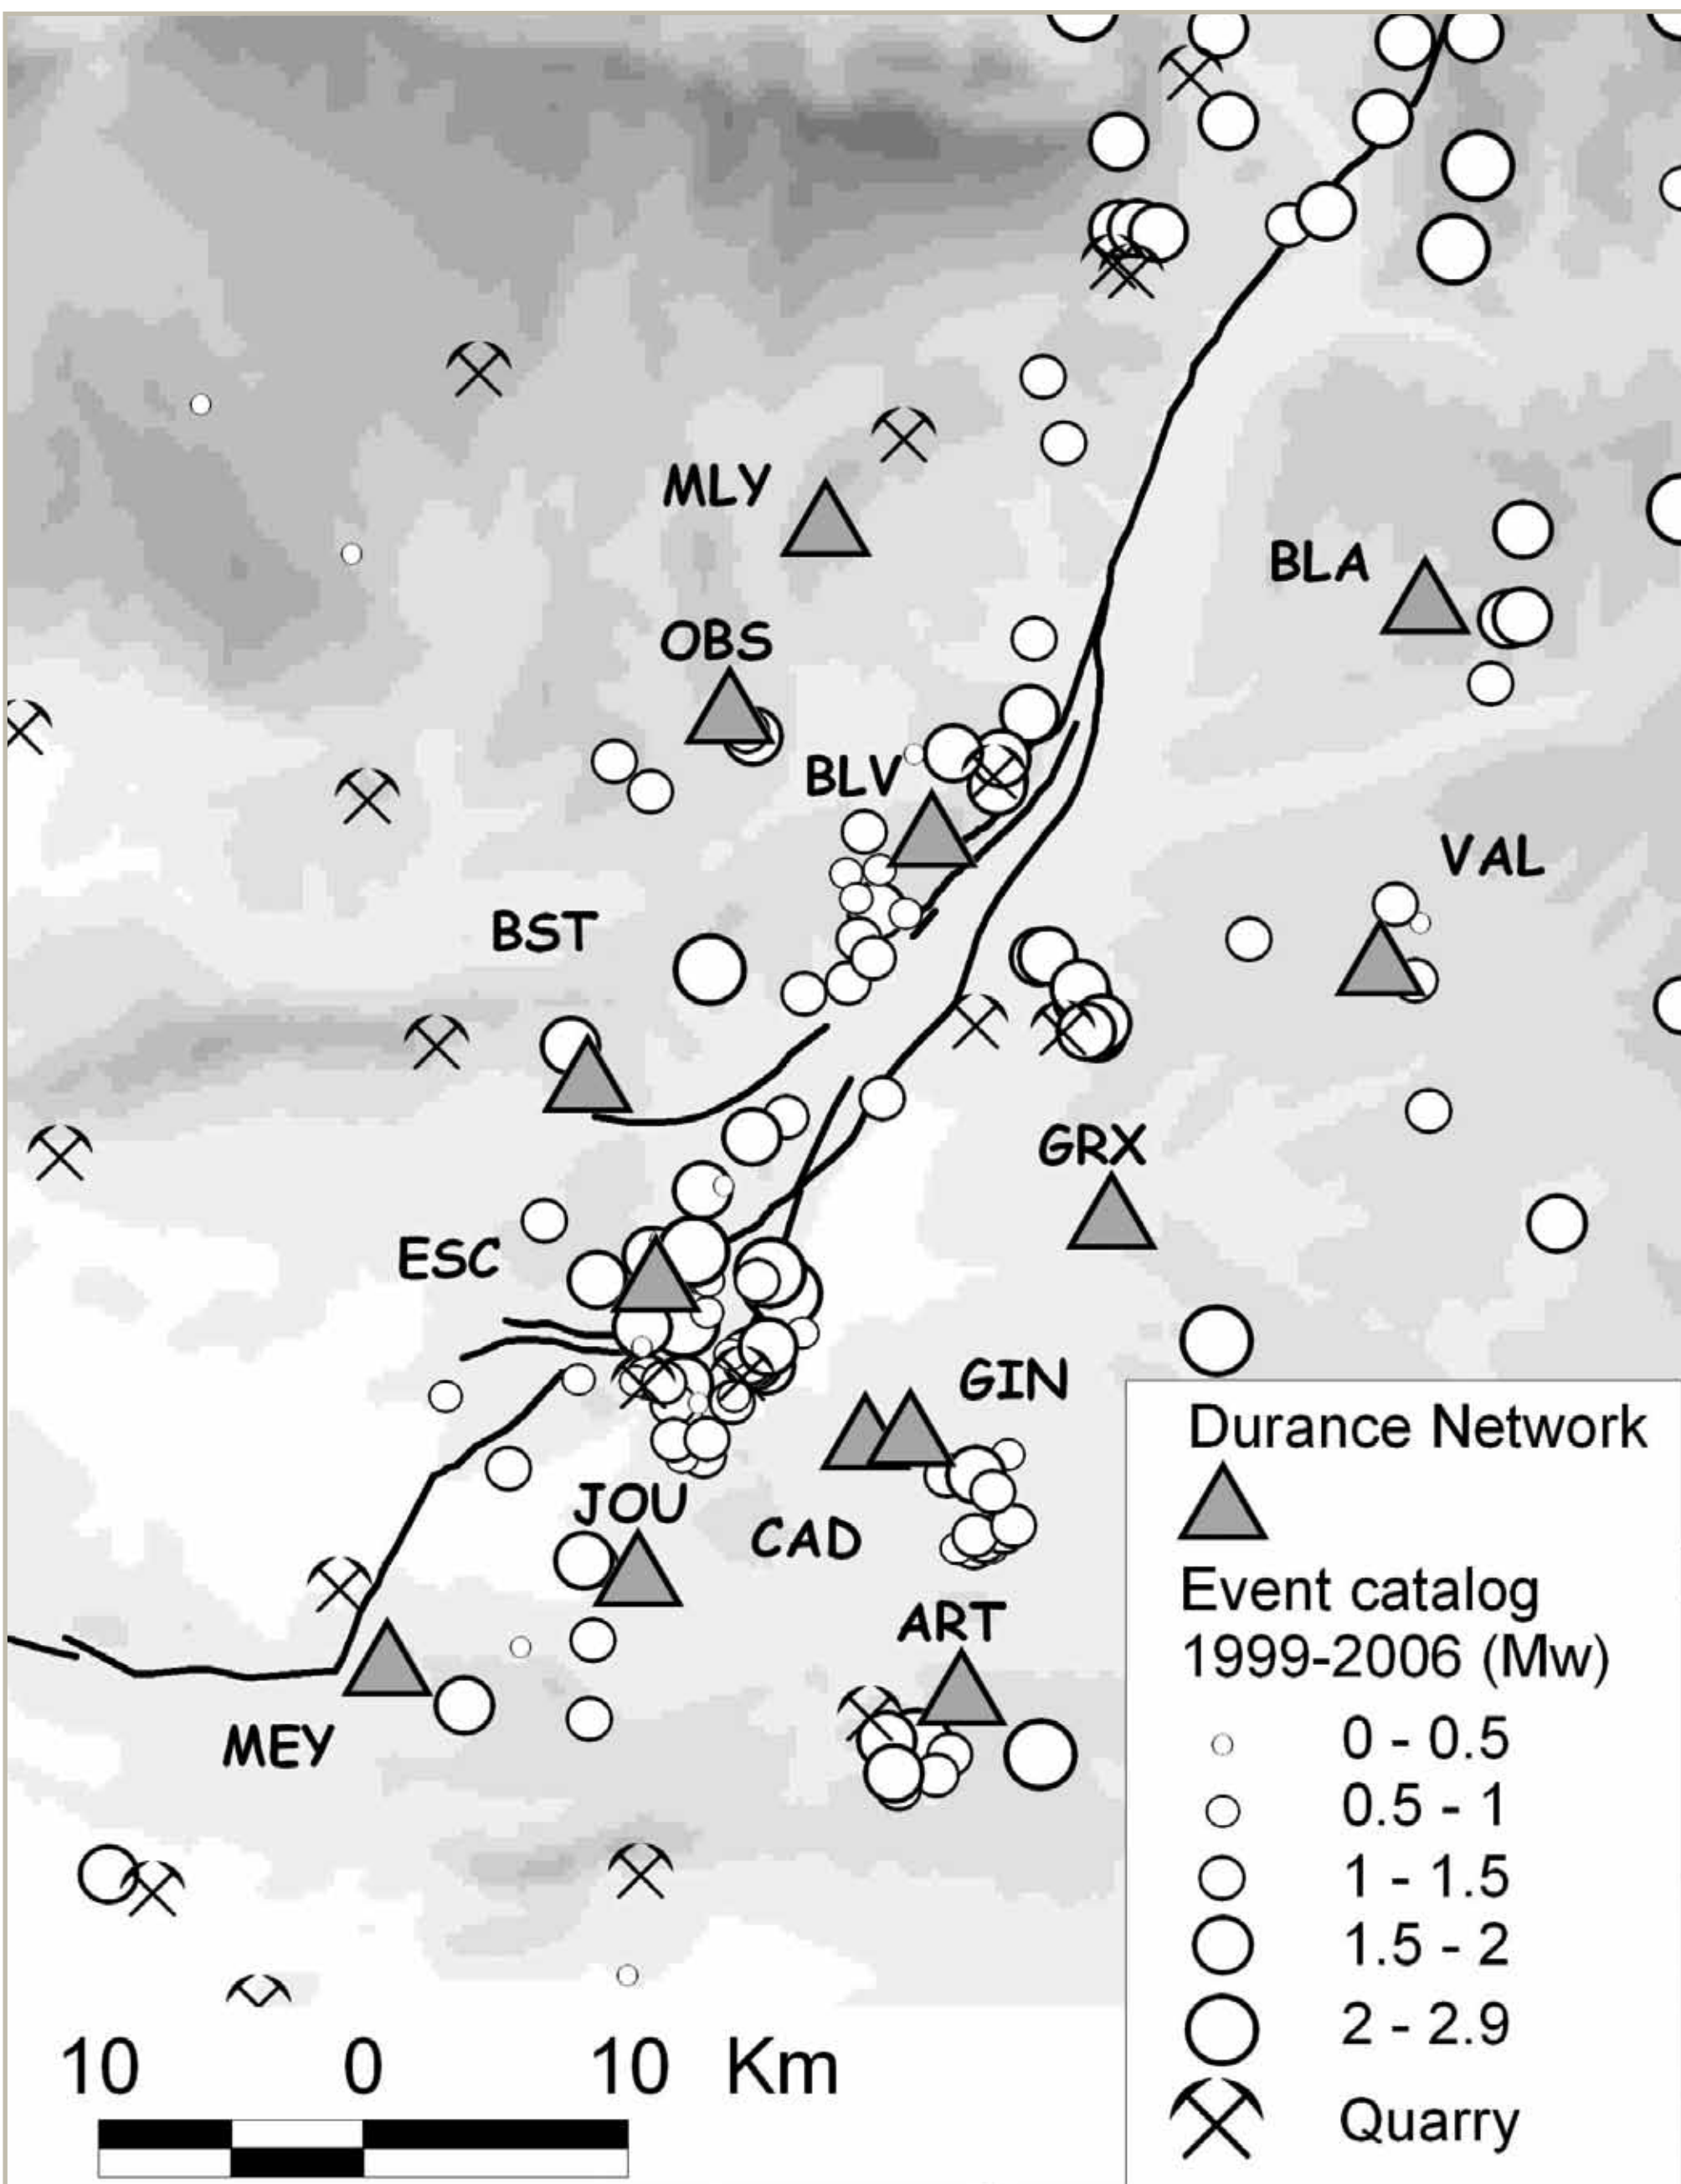 MLY
BLA
OBS
BLV
VAL
BST
GRX
ESC
GIN
JOU
CAD
ART
MEY
Durance Network
Event catalog
1999-2006 (Mw)
0 - 0.5
0.5 - 1
1 - 1.5
1.5 - 2
2 - 2.9
Quarry
10 0 10 Km